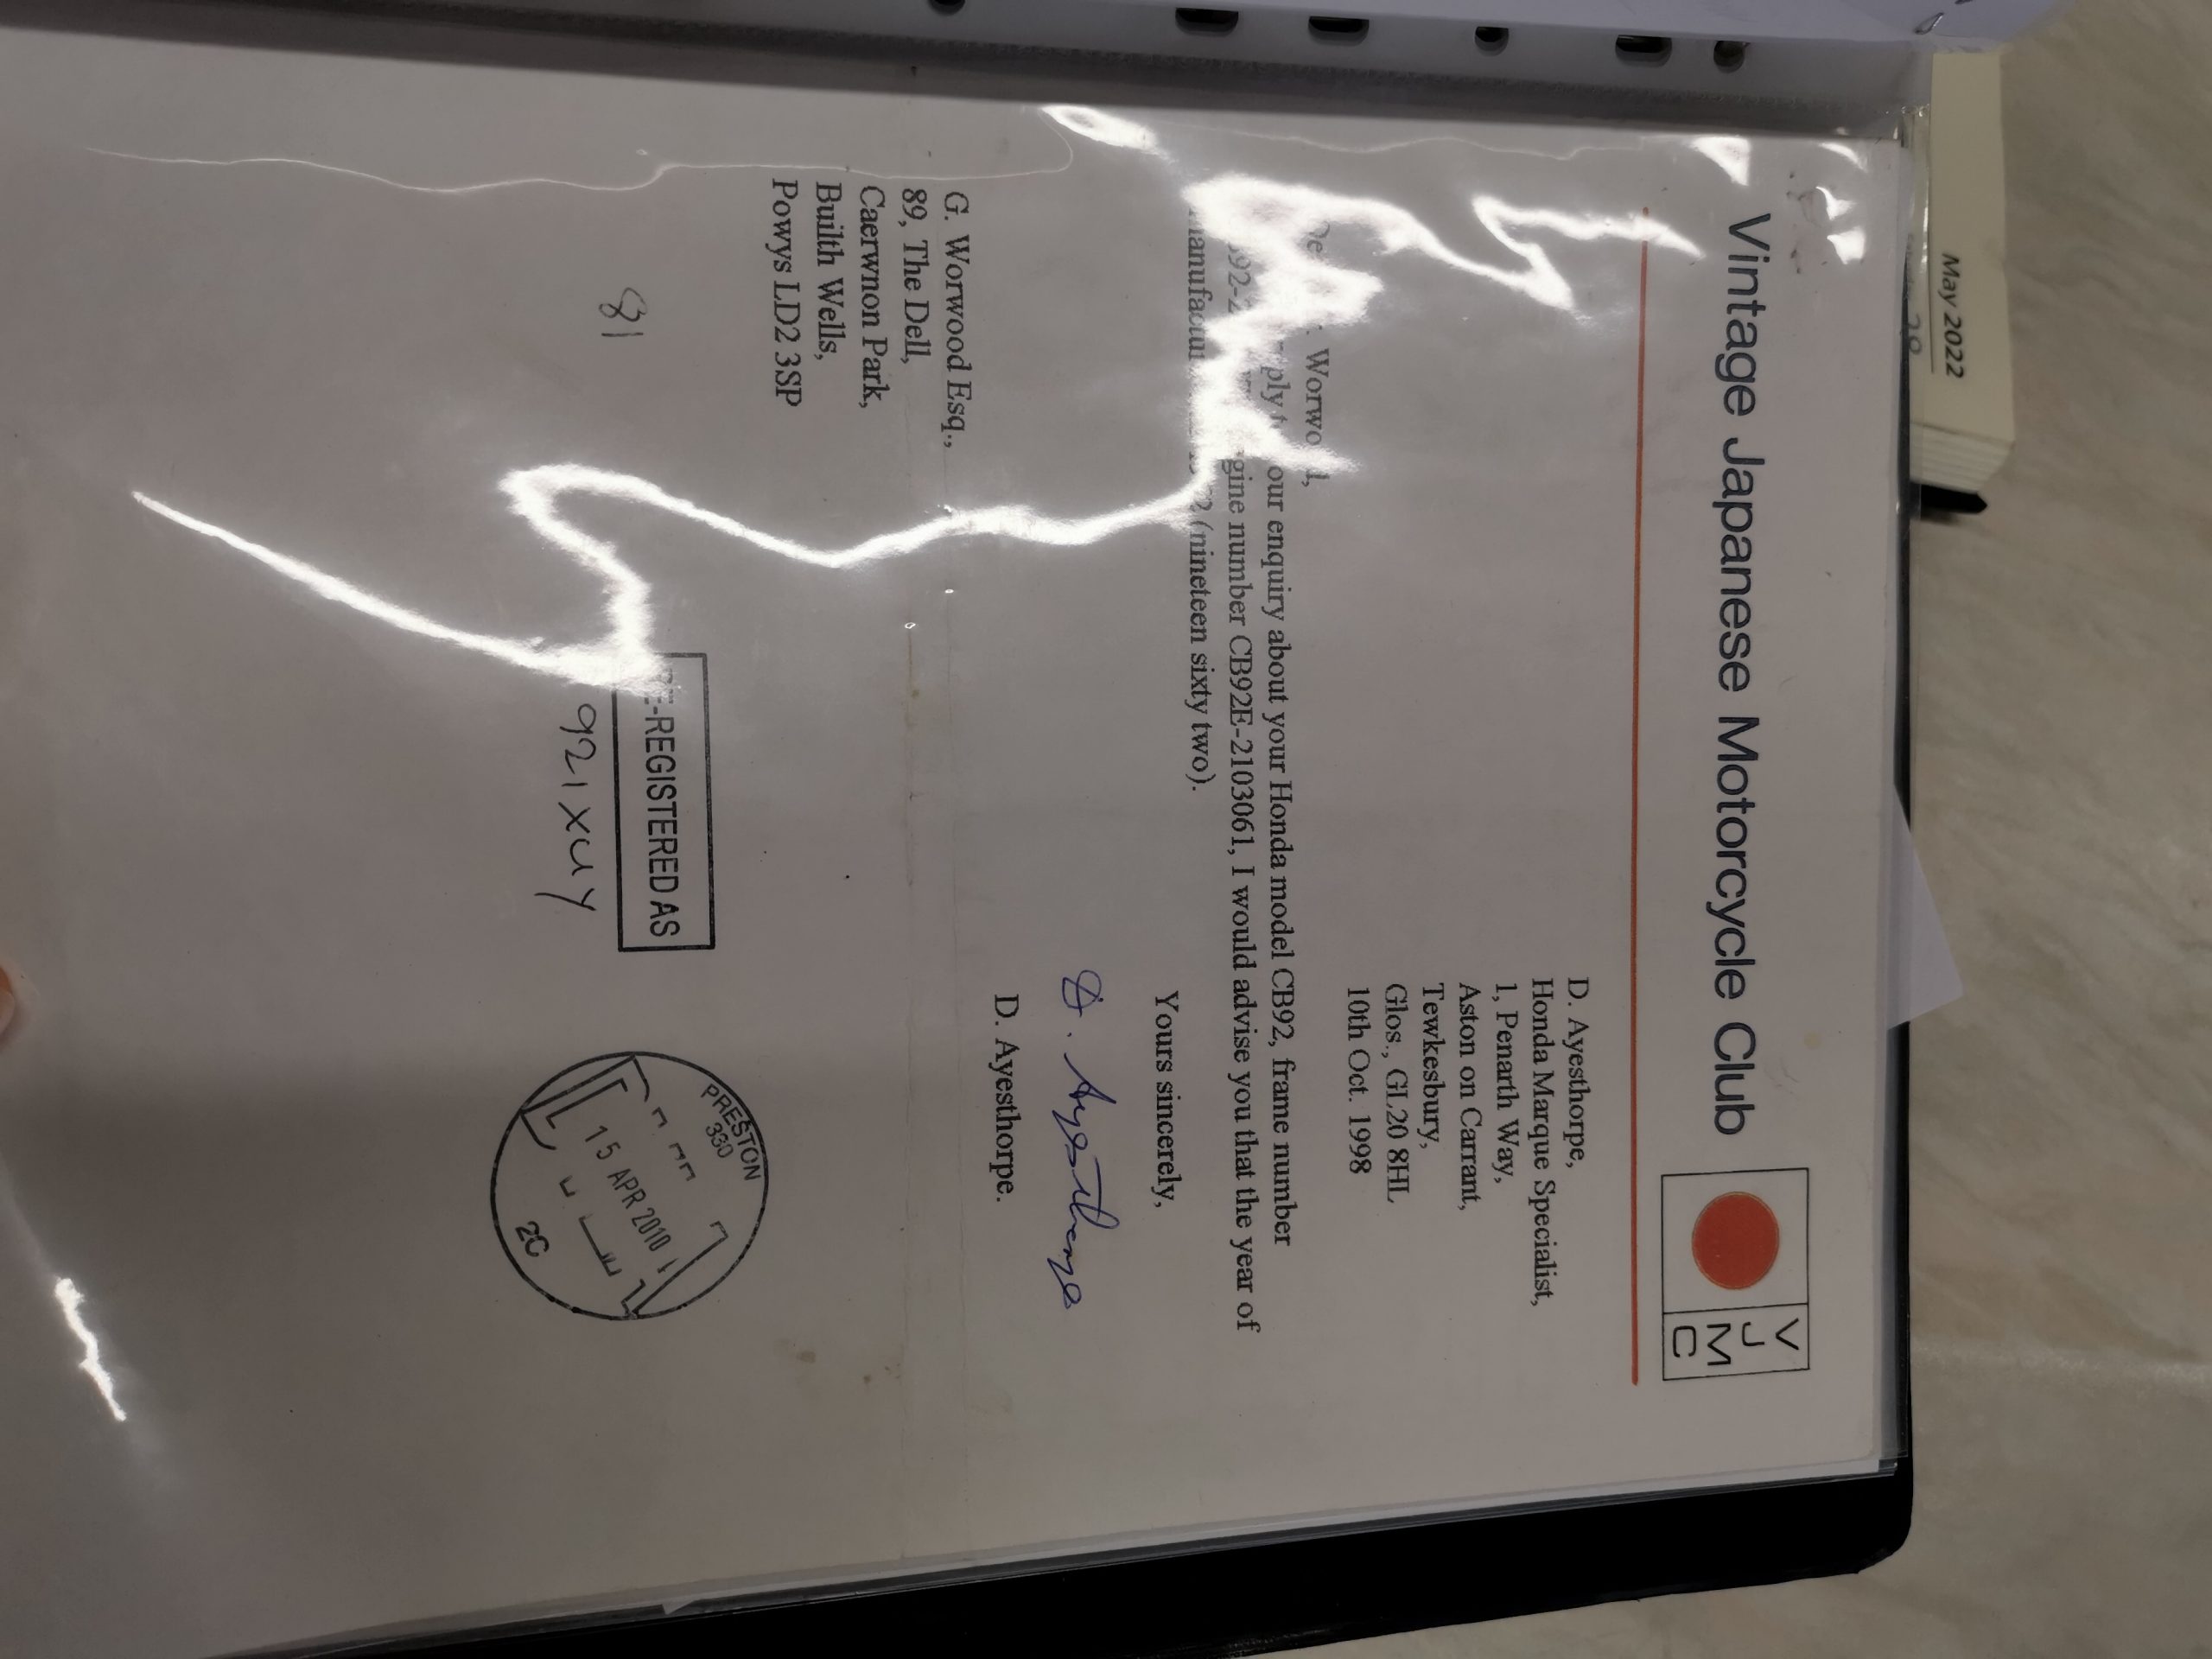 May 2022
Vintage Japanese Motorcycle Club
V
J
M
C
D. Ayesthorpe,
Honda Marque Specialist,
1, Penarth Way,
Aston on Carrant,
Tewkesbury,
Glos., GL20 8HL
10th Oct. 1998
our enquiry about your Honda model CB92, frame number
number CB92E-2103061, I would advise you that the year of
(nineteen sixty two).
Yours sincerely,
D. Ayesthorpe
D. Ayesthorpe.
G. Worwood Esq.,
89, The Dell,
Caerwnon Park,
Builth Wells,
Powys LD2 3SP
81
RE-REGISTERED AS
921 XUY
PRESTON
330
15 APR 2010
2C